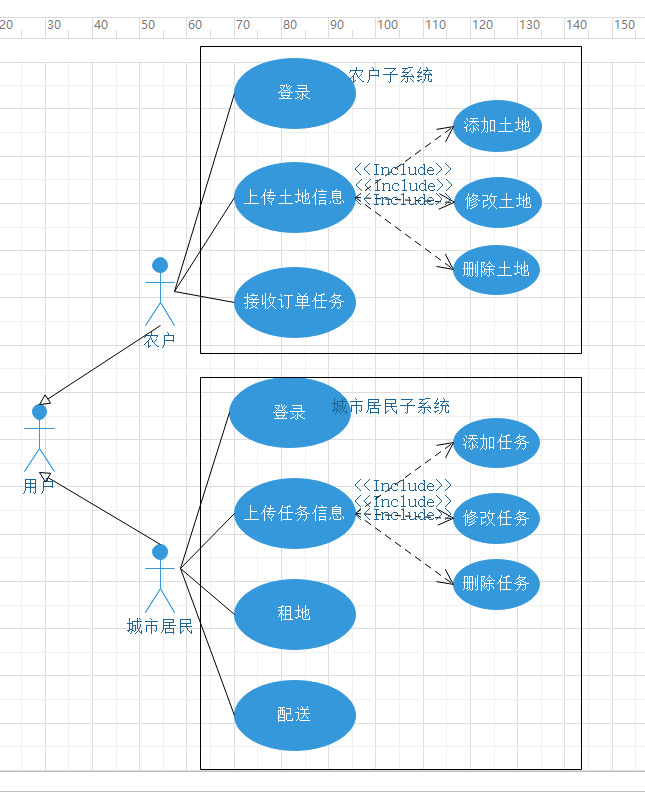 20 30 40 50 60 70 80 90 100 110 120 130 140 150
农户子系统
登录
添加土地
<<Include>>
<<Include>>
<<Include>>
上传土地信息
修改土地
删除土地
接收订单任务
农户
用户
城市居民子系统
登录
添加任务
<<Include>>
<<Include>>
<<Include>>
上传任务信息
修改任务
删除任务
城市居民
租地
配送